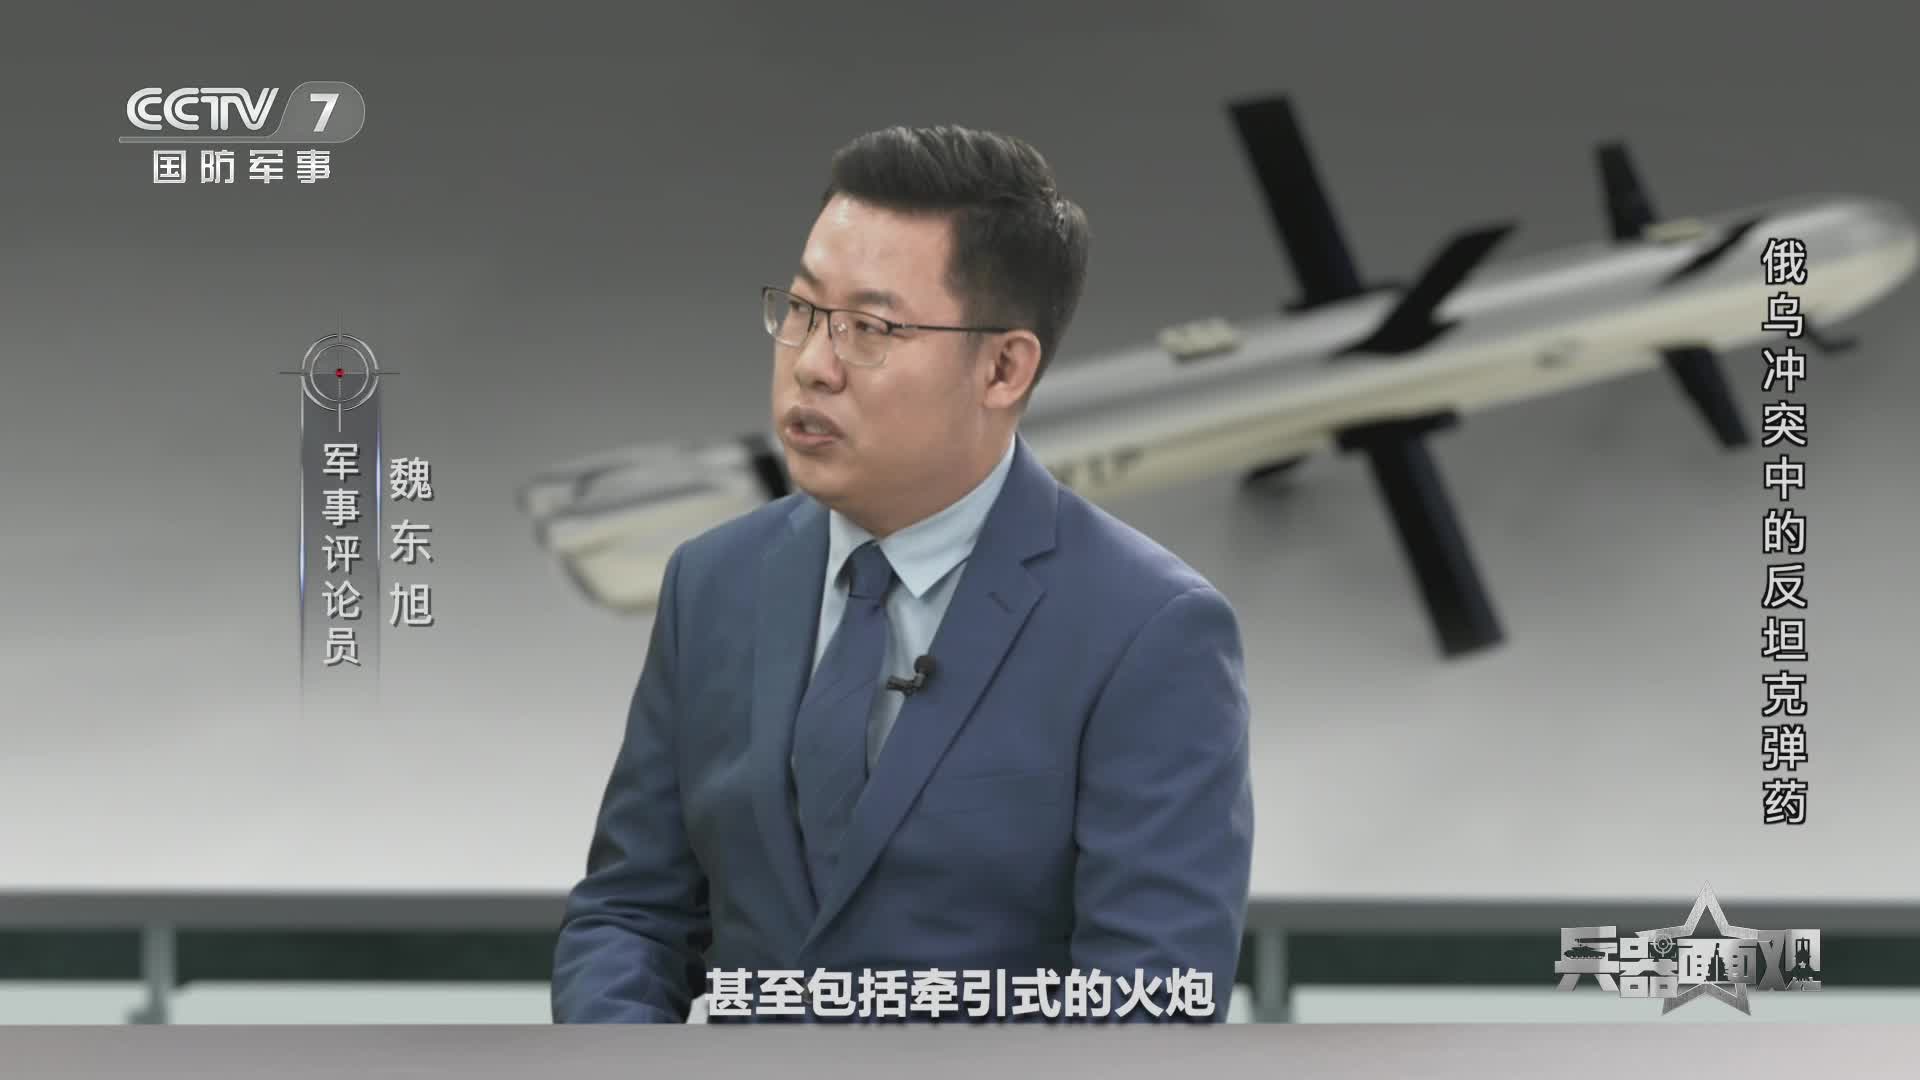 CCTV 7
国防军事
俄乌冲突中的反坦克弹药
魏东旭
军事评论员
兵器面面观
甚至包括牵引式的火炮